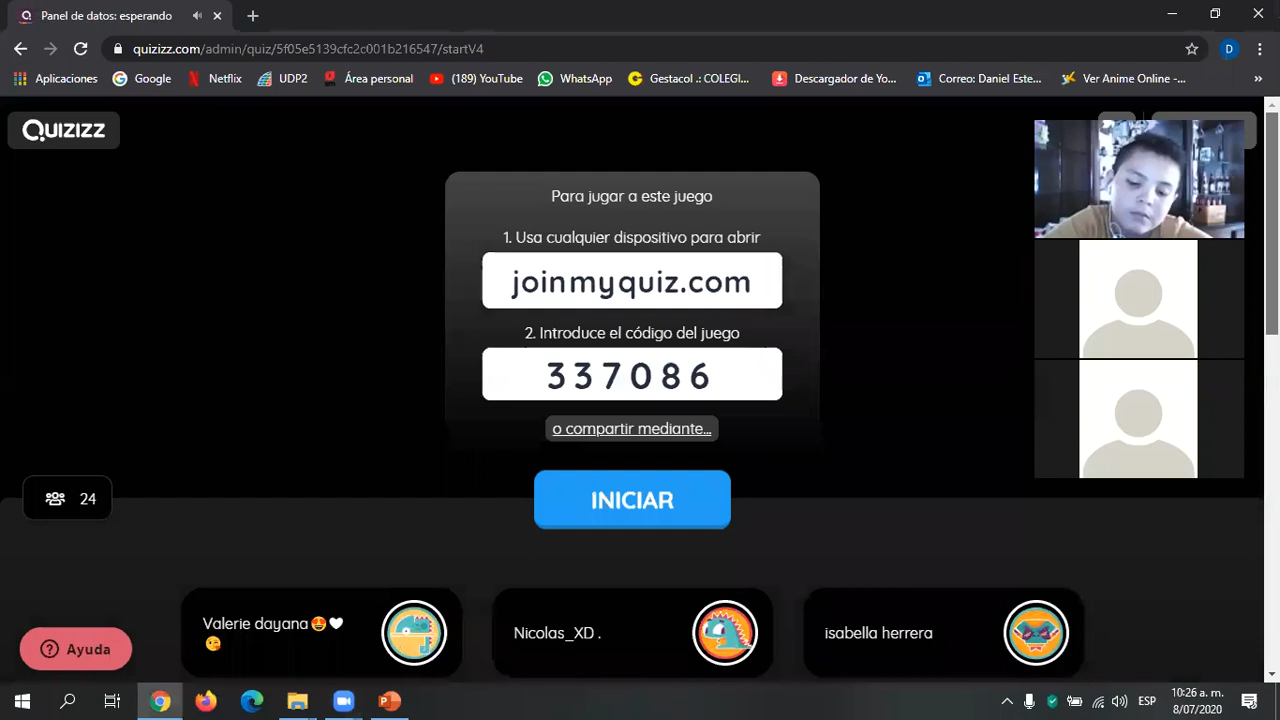 Panel de datos: esperando
quizizz.com/admin/quiz/5f05e5139cfc2c001b216547/startV4
D
Aplicaciones
Google
Netflix
UDP2
Área personal
(189) YouTube
WhatsApp
Gestacol .: COLEGI...
Descargador de Yo...
Correo: Daniel Este...
Ver Anime Online -...
»
Quizizz
Para jugar a este juego
1. Usa cualquier dispositivo para abrir
joinmyquiz.com
2. Introduce el código del juego
337086
o compartir mediante...
24
INICIAR
Valerie dayana🤩🤍
😘
Nicolas_XD .
isabella herrera
Ayuda
ESP
10:26 a. m.
8/07/2020